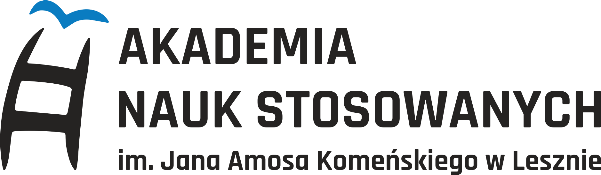 AKADEMIA
NAUK STOSOWANYCH
im. Jana Amosa Komeńskiego w Lesznie